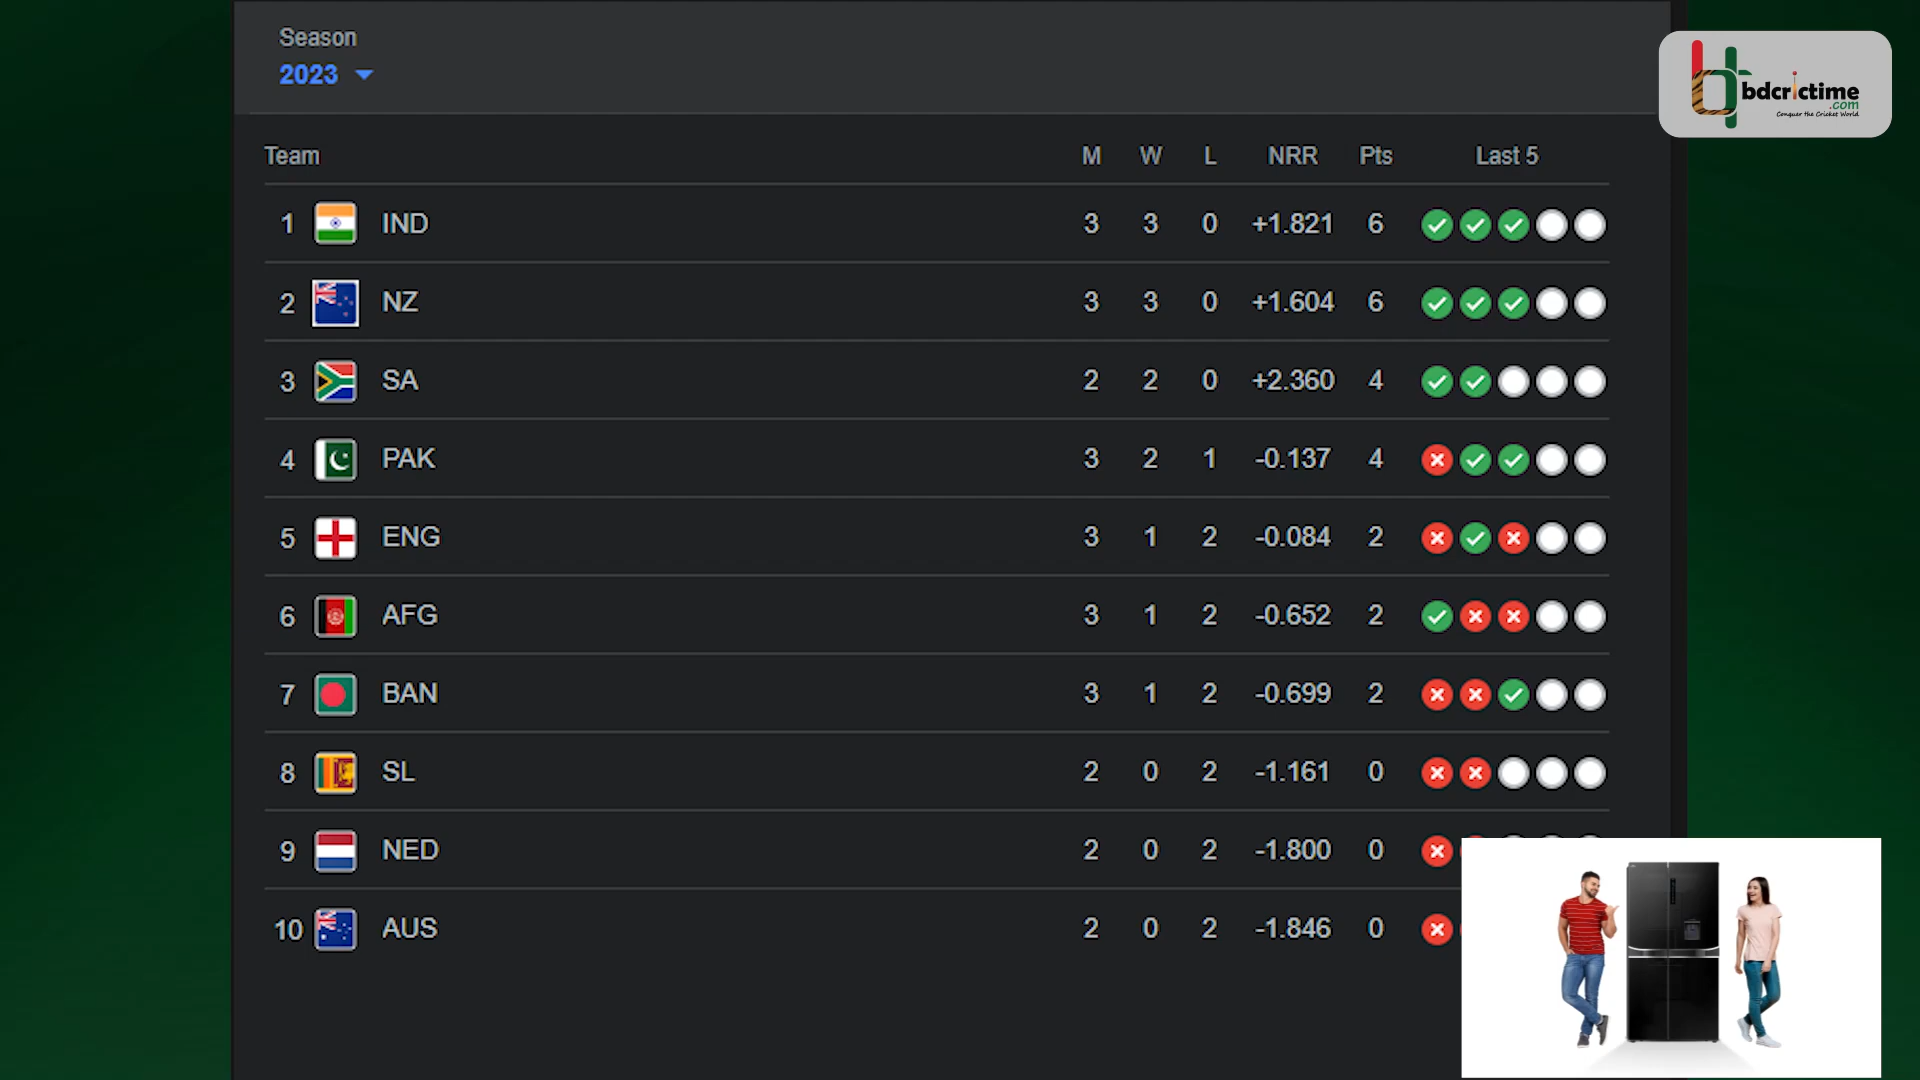 Season
2023
bdcrictime
.com
Conquer the Cricket World
Team M W L NRR Pts Last 5
1 IND 3 3 0 +1.821 6
2 NZ 3 3 0 +1.604 6
3 SA 2 2 0 +2.360 4
4 PAK 3 2 1 -0.137 4
5 ENG 3 1 2 -0.084 2
6 AFG 3 1 2 -0.652 2
7 BAN 3 1 2 -0.699 2
8 SL 2 0 2 -1.161 0
9 NED 2 0 2 -1.800 0
10 AUS 2 0 2 -1.846 0